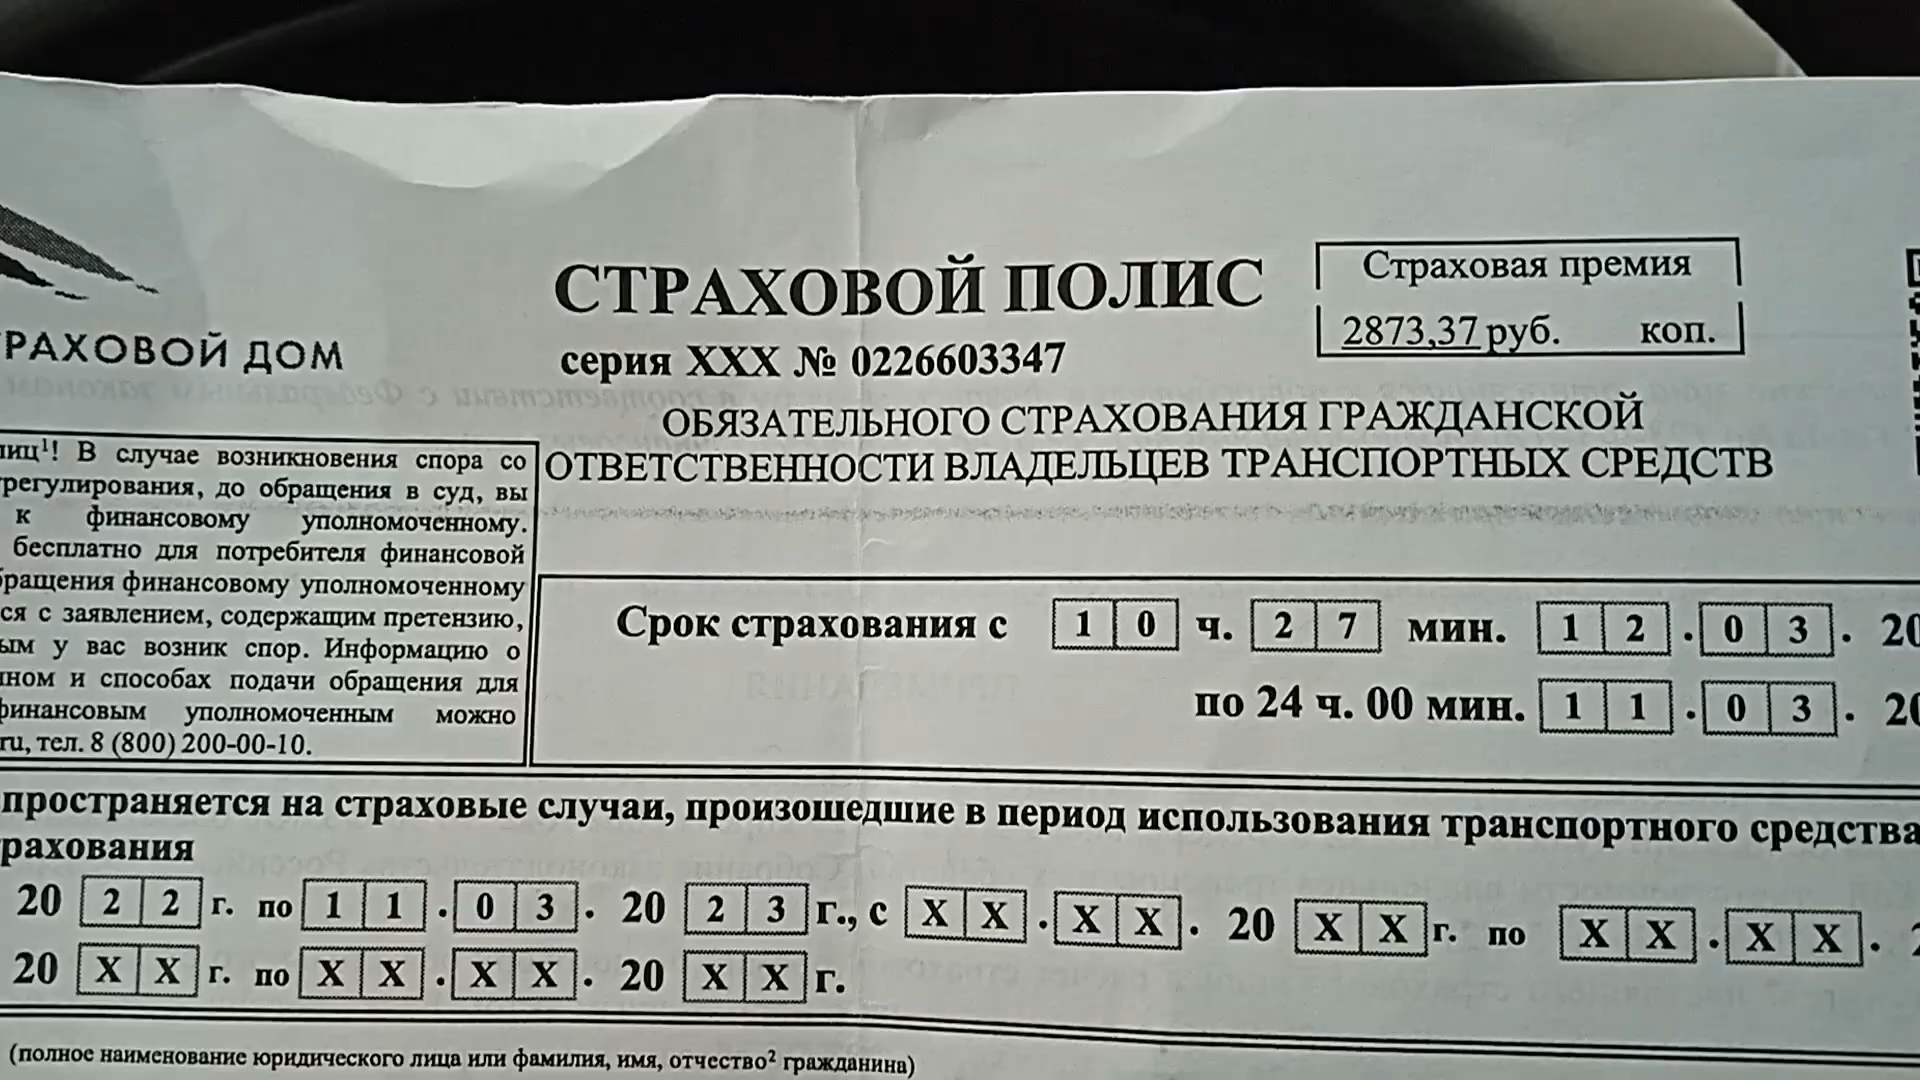 СТРАХОВОЙ ПОЛИС
Страховая премия
2873,37 руб. коп.
серия XXX № 0226603347
РАХОВОЙ ДОМ
ОБЯЗАТЕЛЬНОГО СТРАХОВАНИЯ ГРАЖДАНСКОЙ
ОТВЕТСТВЕННОСТИ ВЛАДЕЛЬЦЕВ ТРАНСПОРТНЫХ СРЕДСТВ
лиц¹! В случае возникновения спора со
регулирования, до обращения в суд, вы
к финансовому уполномоченному.
бесплатно для потребителя финансовой
бращения финансовому уполномоченному
ся с заявлением, содержащим претензию,
ым у вас возник спор. Информацию о
ном и способах подачи обращения для
финансовым уполномоченным можно
ru, тел. 8 (800) 200-00-10.
Срок страхования с 10 ч. 27 мин. 12.03. 20
по 24 ч. 00 мин. 11.03. 20
пространяется на страховые случаи, произошедшие в период использования транспортного средства
рахования
20 22 г. по 11.03. 20 23 г., с XX.XX. 20 XX г. по XX.XX.
20 XX г. по XX.XX. 20 XX г.
(полное наименование юридического лица или фамилия, имя, отчество² гражданина)